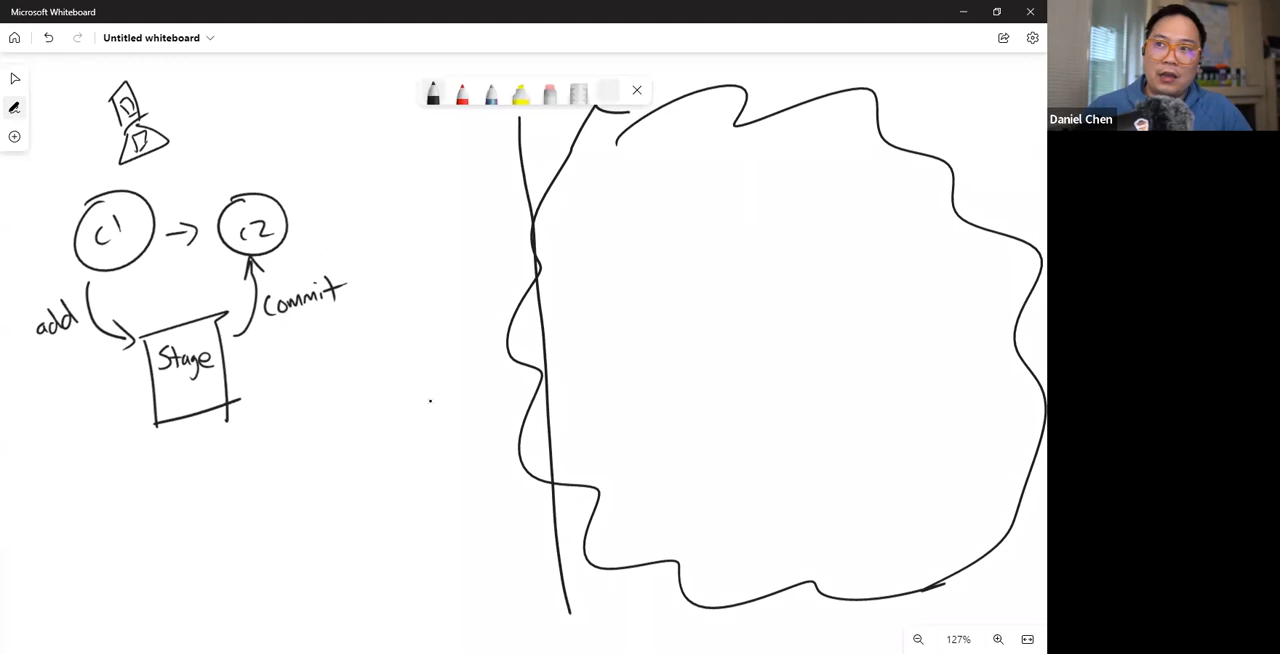 Microsoft Whiteboard
Untitled whiteboard
Daniel Chen
C1
C2
add
commit
Stage
127%